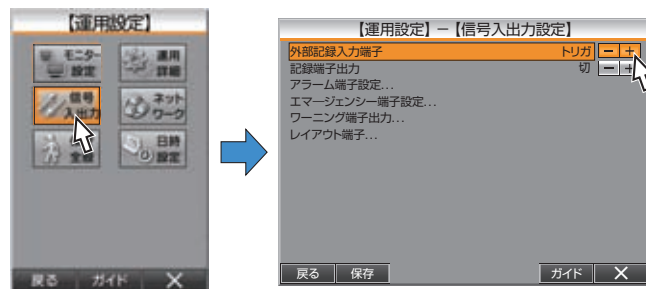 【運用設定】
モニター
設定
運用
詳細
信号
入出力
ネット
ワーク
全線
日時
設定
戻る ガイド X
【運用設定】－【信号入出力設定】
外部記録入力端子 トリガ － ＋
記録端子出力 切 － ＋
アラーム端子設定...
エマージェンシー端子設定...
ワーニング端子出力...
レイアウト端子...
戻る 保存 ガイド X